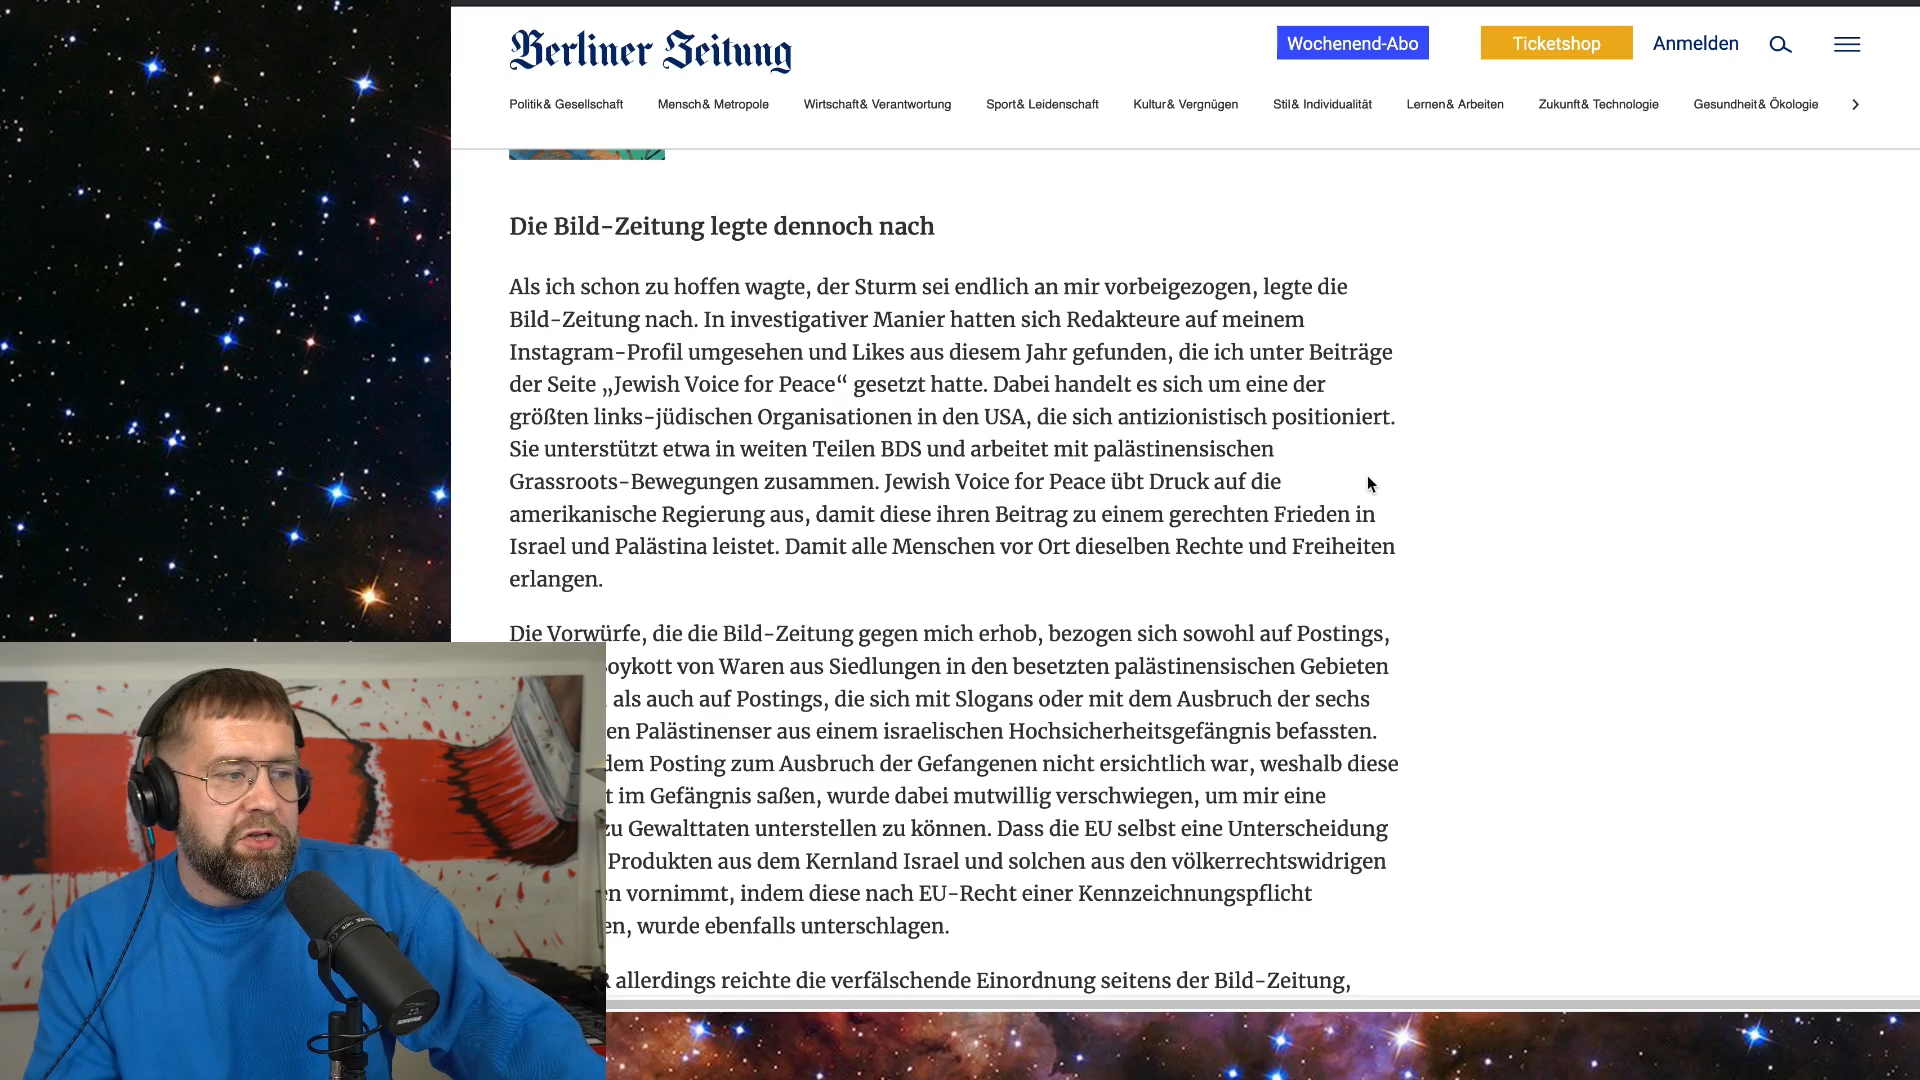 Berliner Zeitung
Wochenend-Abo
Ticketshop
Anmelden
Politik& Gesellschaft
Mensch& Metropole
Wirtschaft& Verantwortung
Sport& Leidenschaft
Kultur& Vergnügen
Stil& Individualität
Lernen& Arbeiten
Zukunft& Technologie
Gesundheit& Ökologie
Die Bild-Zeitung legte dennoch nach
Als ich schon zu hoffen wagte, der Sturm sei endlich an mir vorbeigezogen, legte die
Bild-Zeitung nach. In investigativer Manier hatten sich Redakteure auf meinem
Instagram-Profil umgesehen und Likes aus diesem Jahr gefunden, die ich unter Beiträge
der Seite „Jewish Voice for Peace“ gesetzt hatte. Dabei handelt es sich um eine der
größten links-jüdischen Organisationen in den USA, die sich antizionistisch positioniert.
Sie unterstützt etwa in weiten Teilen BDS und arbeitet mit palästinensischen
Grassroots-Bewegungen zusammen. Jewish Voice for Peace übt Druck auf die
amerikanische Regierung aus, damit diese ihren Beitrag zu einem gerechten Frieden in
Israel und Palästina leistet. Damit alle Menschen vor Ort dieselben Rechte und Freiheiten
erlangen.
Die Vorwürfe, die die Bild-Zeitung gegen mich erhob, bezogen sich sowohl auf Postings,
oykott von Waren aus Siedlungen in den besetzten palästinensischen Gebieten
als auch auf Postings, die sich mit Slogans oder mit dem Ausbruch der sechs
en Palästinenser aus einem israelischen Hochsicherheitsgefängnis befassten.
dem Posting zum Ausbruch der Gefangenen nicht ersichtlich war, weshalb diese
t im Gefängnis saßen, wurde dabei mutwillig verschwiegen, um mir eine
zu Gewalttaten unterstellen zu können. Dass die EU selbst eine Unterscheidung
Produkten aus dem Kernland Israel und solchen aus den völkerrechtswidrigen
n vornimmt, indem diese nach EU-Recht einer Kennzeichnungspflicht
en, wurde ebenfalls unterschlagen.
R allerdings reichte die verfälschende Einordnung seitens der Bild-Zeitung,
SHURE